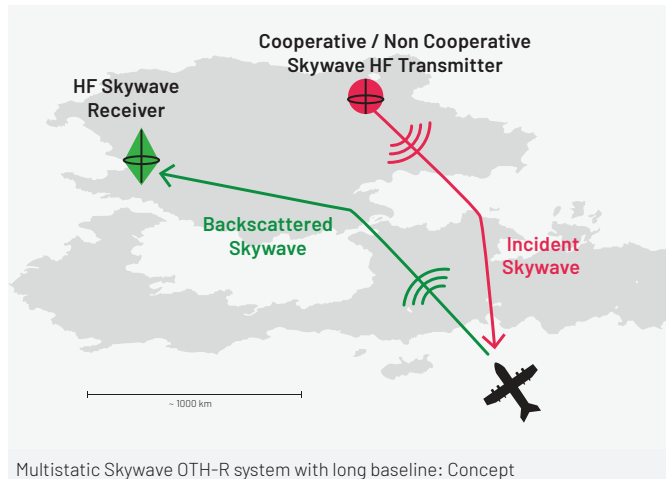 Cooperative / Non Cooperative
Skywave HF Transmitter
HF Skywave
Receiver
Backscattered
Skywave
Incident
Skywave
~ 1000 km
Multistatic Skywave OTH-R system with long baseline: Concept